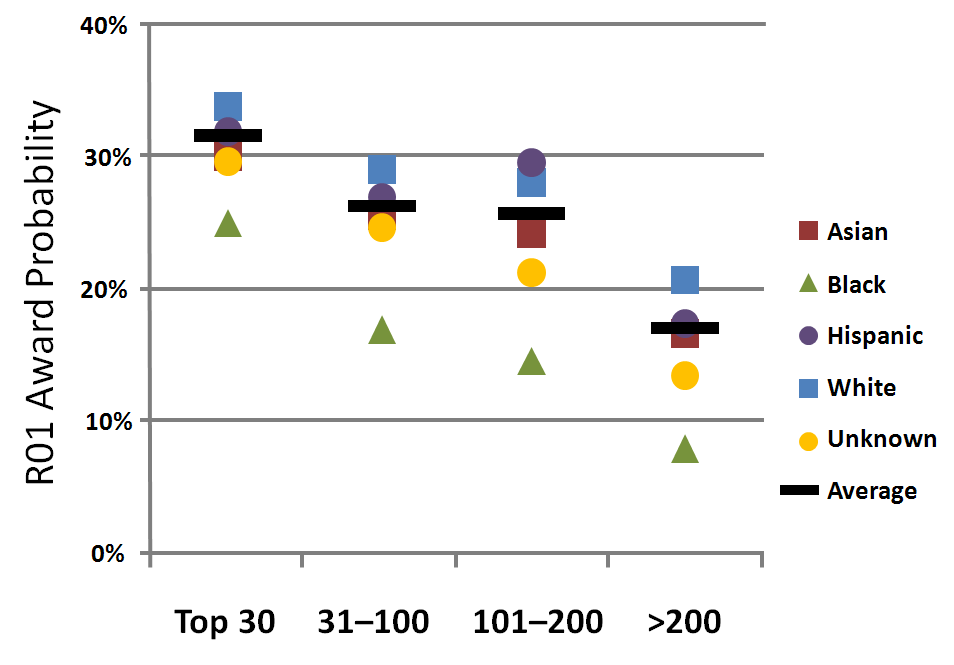 40%
30%
20%
10%
0%
R01 Award Probability
Top 30
31–100
101–200
>200
Asian
Black
Hispanic
White
Unknown
Average